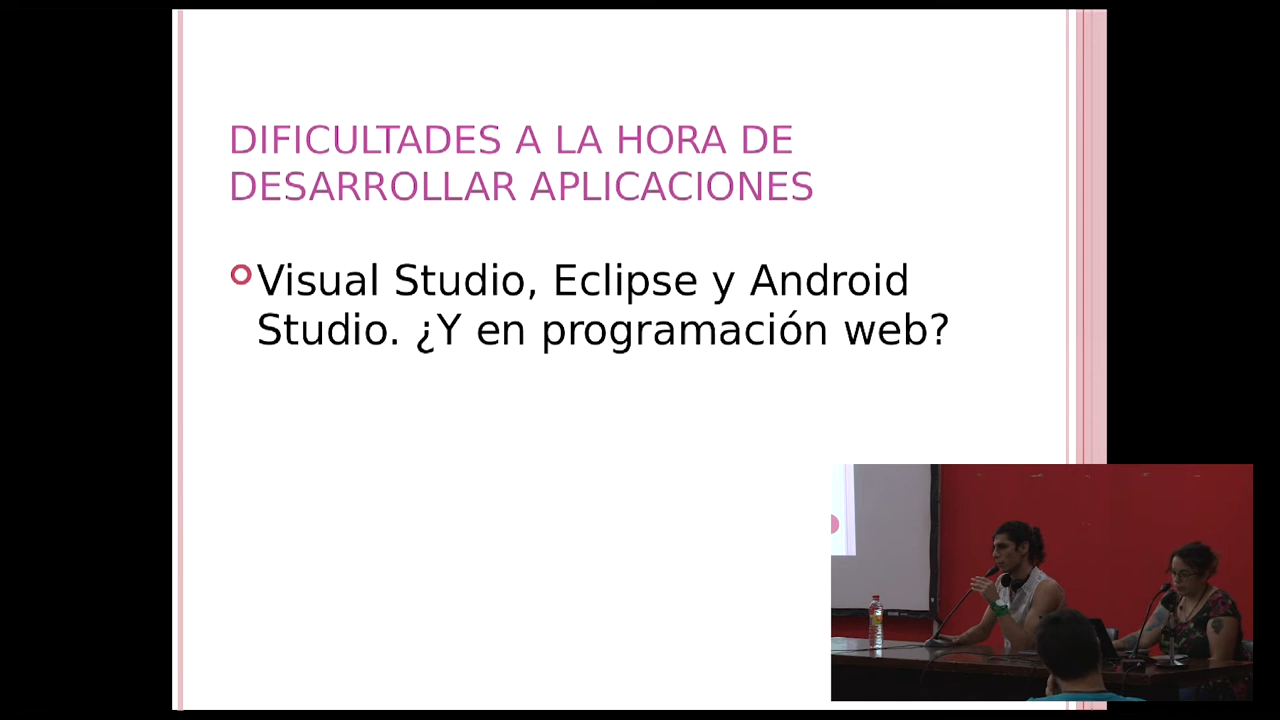 DIFICULTADES A LA HORA DE
DESARROLLAR APLICACIONES
Visual Studio, Eclipse y Android
Studio. ¿Y en programación web?